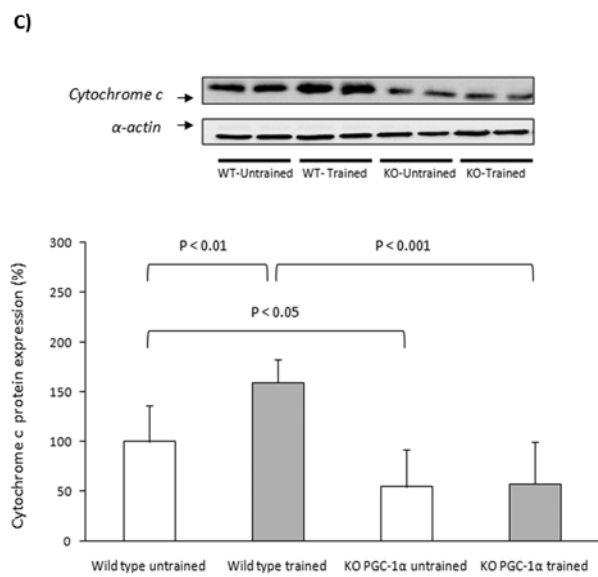 C)
Cytochrome c
α-actin
WT-Untrained WT- Trained KO-Untrained KO-Trained
Cytochrome c protein expression (%)
300
250
200
150
100
50
0
P < 0.01
P < 0.001
P < 0.05
Wild type untrained Wild type trained KO PGC-1α untrained KO PGC-1α trained